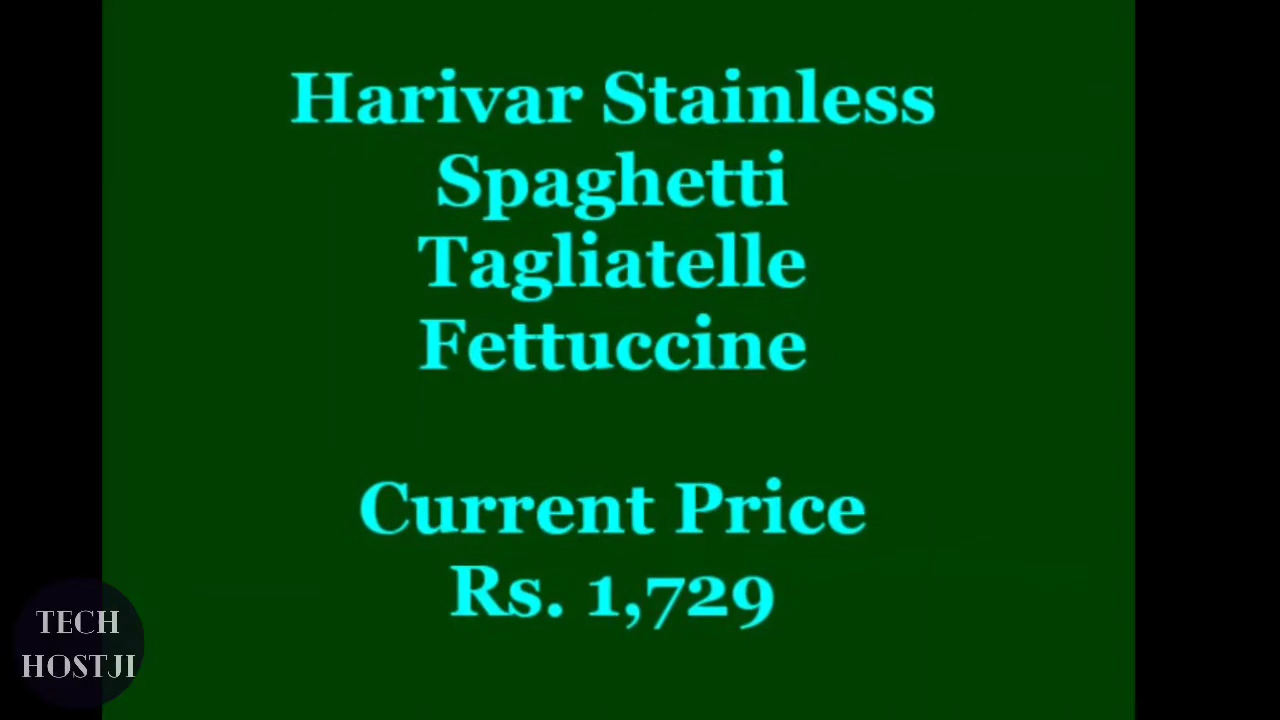 Harivar Stainless
Spaghetti
Tagliatelle
Fettuccine
Current Price
Rs. 1,729
TECH
HOSTJI